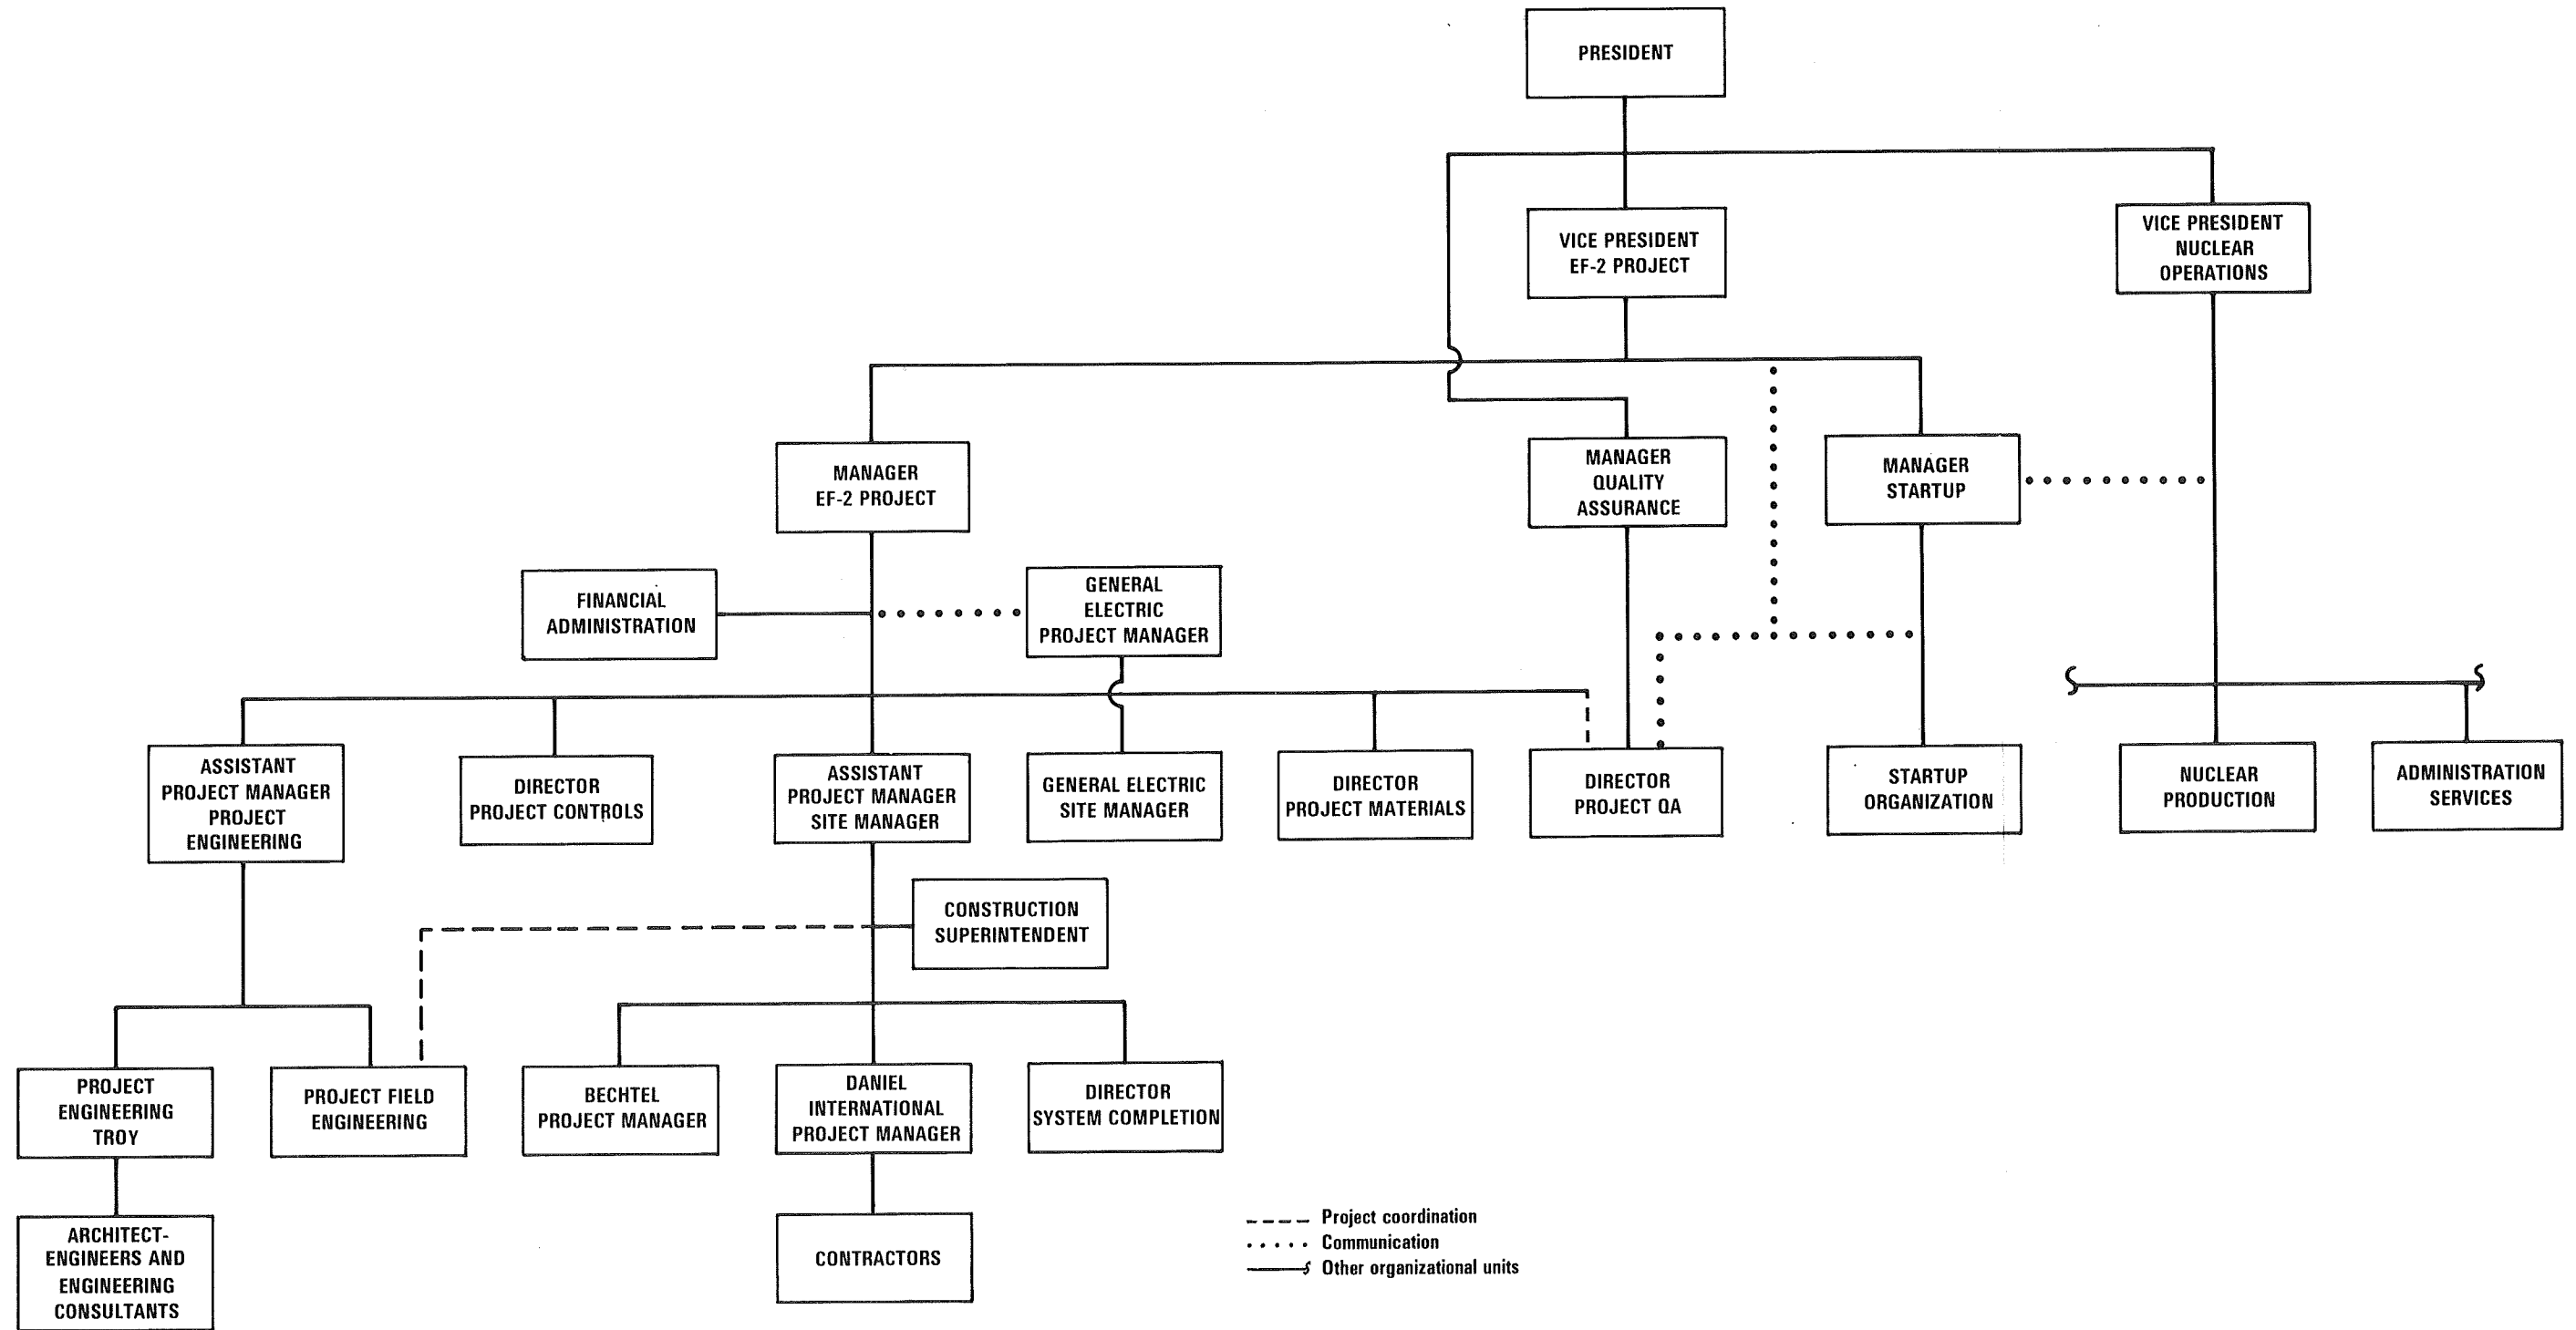 PRESIDENT
VICE PRESIDENT
EF-2 PROJECT
VICE PRESIDENT
NUCLEAR
OPERATIONS
MANAGER
EF-2 PROJECT
MANAGER
QUALITY
ASSURANCE
MANAGER
STARTUP
FINANCIAL
ADMINISTRATION
GENERAL
ELECTRIC
PROJECT MANAGER
ASSISTANT
PROJECT MANAGER
PROJECT
ENGINEERING
DIRECTOR
PROJECT CONTROLS
ASSISTANT
PROJECT MANAGER
SITE MANAGER
GENERAL ELECTRIC
SITE MANAGER
DIRECTOR
PROJECT MATERIALS
DIRECTOR
PROJECT QA
STARTUP
ORGANIZATION
NUCLEAR
PRODUCTION
ADMINISTRATION
SERVICES
CONSTRUCTION
SUPERINTENDENT
PROJECT
ENGINEERING
TROY
PROJECT FIELD
ENGINEERING
BECHTEL
PROJECT MANAGER
DANIEL
INTERNATIONAL
PROJECT MANAGER
DIRECTOR
SYSTEM COMPLETION
ARCHITECT-
ENGINEERS AND
ENGINEERING
CONSULTANTS
CONTRACTORS
Project coordination
Communication
Other organizational units